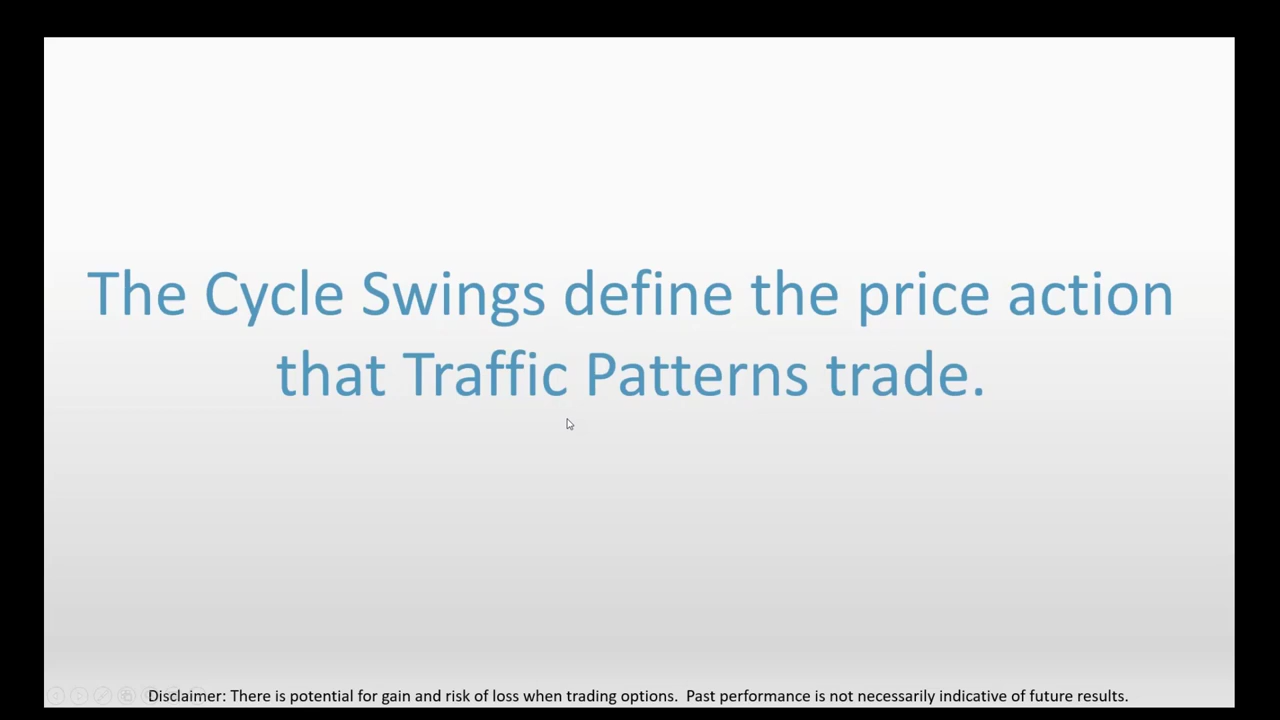 The Cycle Swings define the price action
that Traffic Patterns trade.
Disclaimer: There is potential for gain and risk of loss when trading options.  Past performance is not necessarily indicative of future results.